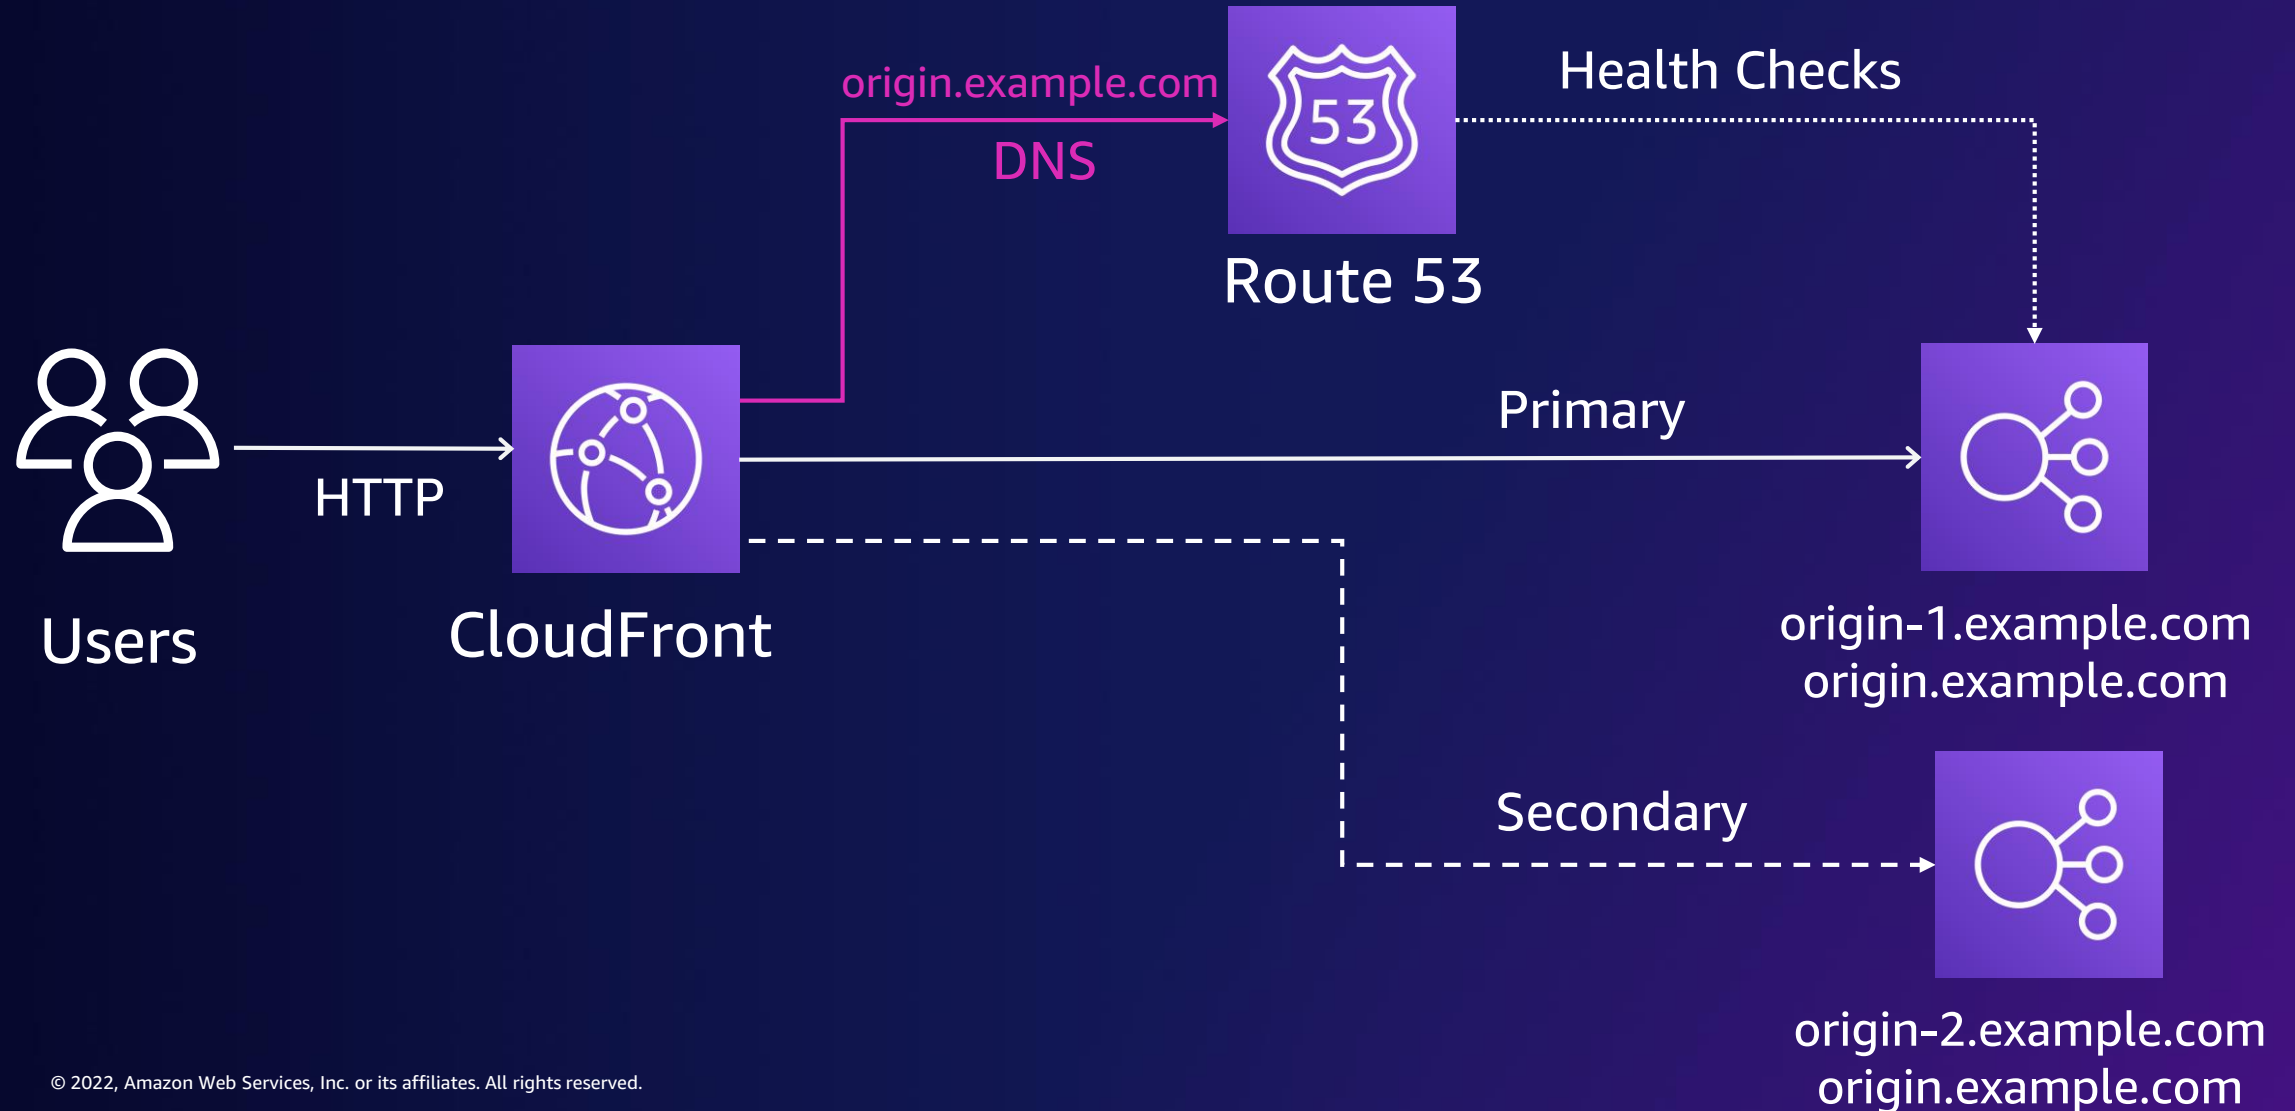 origin.example.com
DNS
53
Route 53
Health Checks
Users
HTTP
CloudFront
Primary
origin-1.example.com
origin.example.com
Secondary
origin-2.example.com
origin.example.com
© 2022, Amazon Web Services, Inc. or its affiliates. All rights reserved.